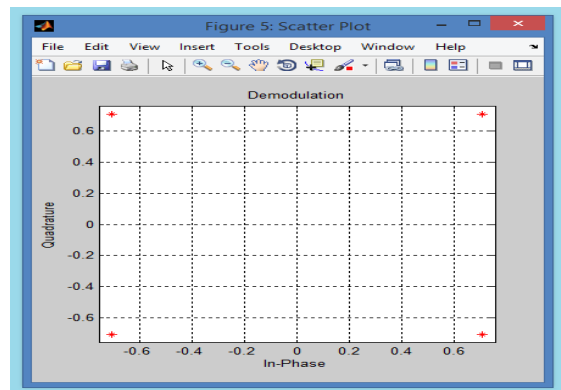 Figure 5: Scatter Plot
File Edit View Insert Tools Desktop Window Help
Demodulation
0.6
0.4
0.2
0
-0.2
-0.4
-0.6
Quadrature
-0.6 -0.4 -0.2 0 0.2 0.4 0.6
In-Phase